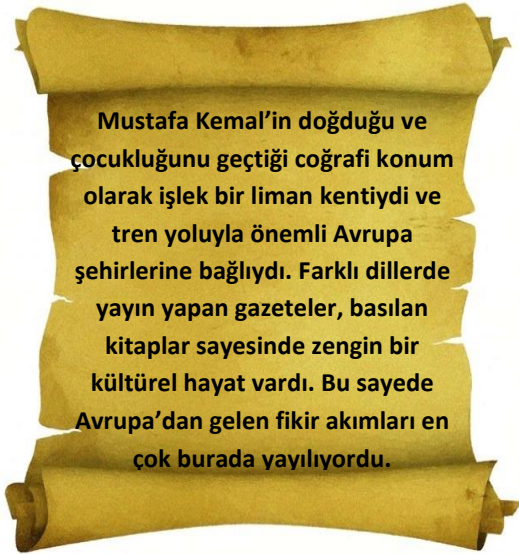 Mustafa Kemal’in doğduğu ve
çocukluğunu geçtiği coğrafi konum
olarak işlek bir liman kentiydi ve
tren yoluyla önemli Avrupa
şehirlerine bağlıydı. Farklı dillerde
yayın yapan gazeteler, basılan
kitaplar sayesinde zengin bir
kültürel hayat vardı. Bu sayede
Avrupa’dan gelen fikir akımları en
çok burada yayılıyordu.